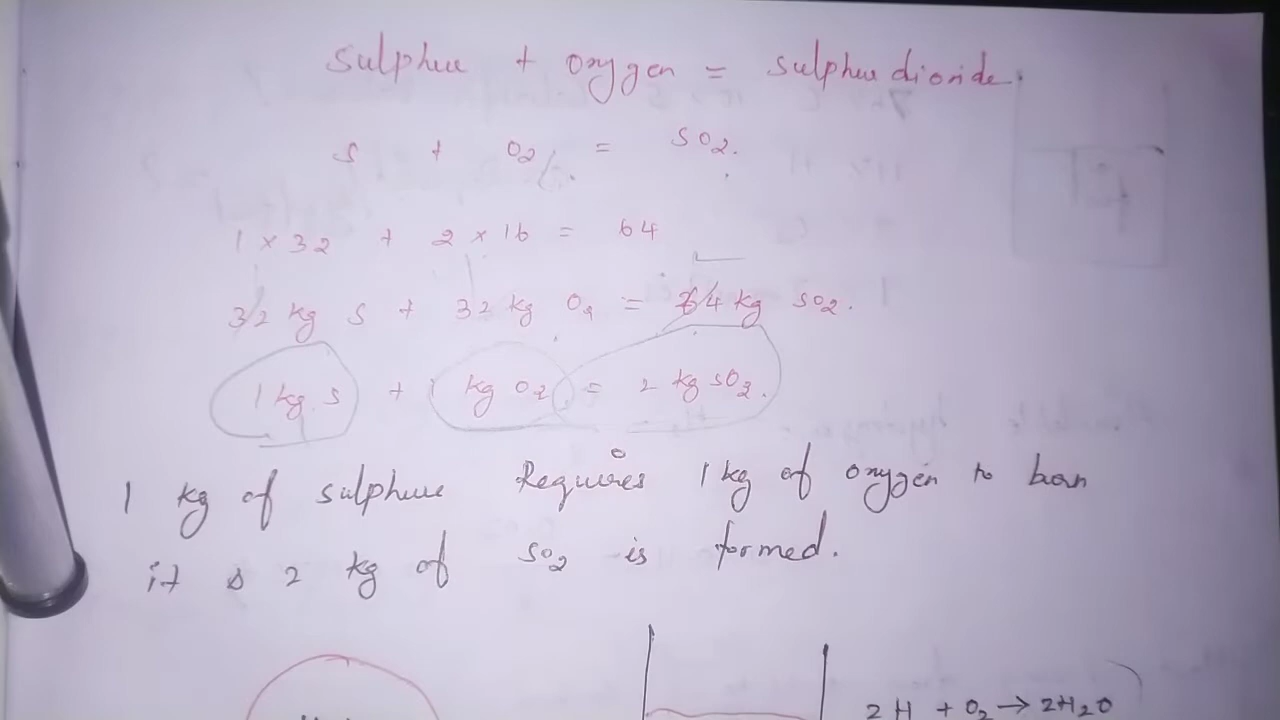 sulphur + oxygen = sulphur dioxide.
S + O2 = SO2.
1 × 32 + 2 × 16 = 64
32 kg S + 32 kg O2 = 64 kg SO2.
1 kg S + 1 kg O2 = 2 kg SO2.
1 kg of sulphur Requires 1 kg of oxygen to burn
it & 2 kg of SO2 is formed.
2H + O2 → 2H2O